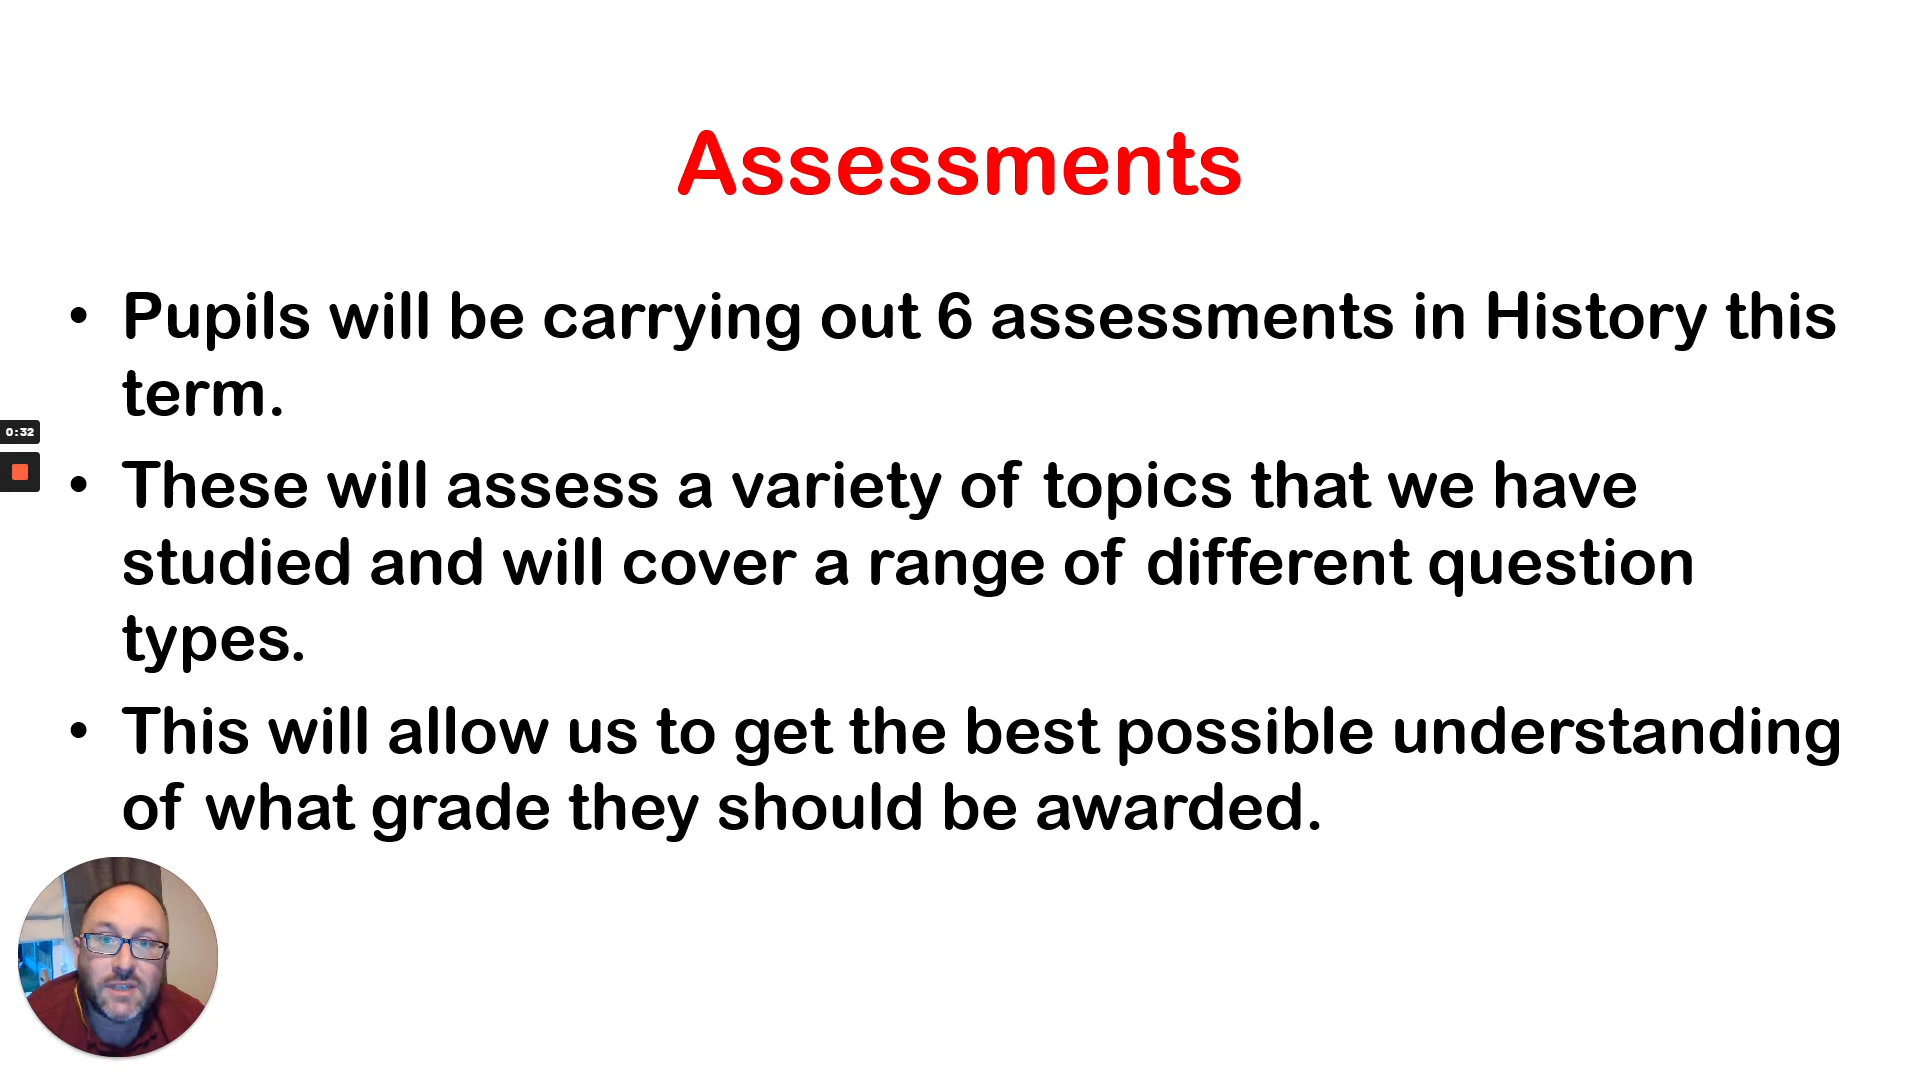 Assessments
• Pupils will be carrying out 6 assessments in History this
term.
0:32
• These will assess a variety of topics that we have
studied and will cover a range of different question
types.
• This will allow us to get the best possible understanding
of what grade they should be awarded.